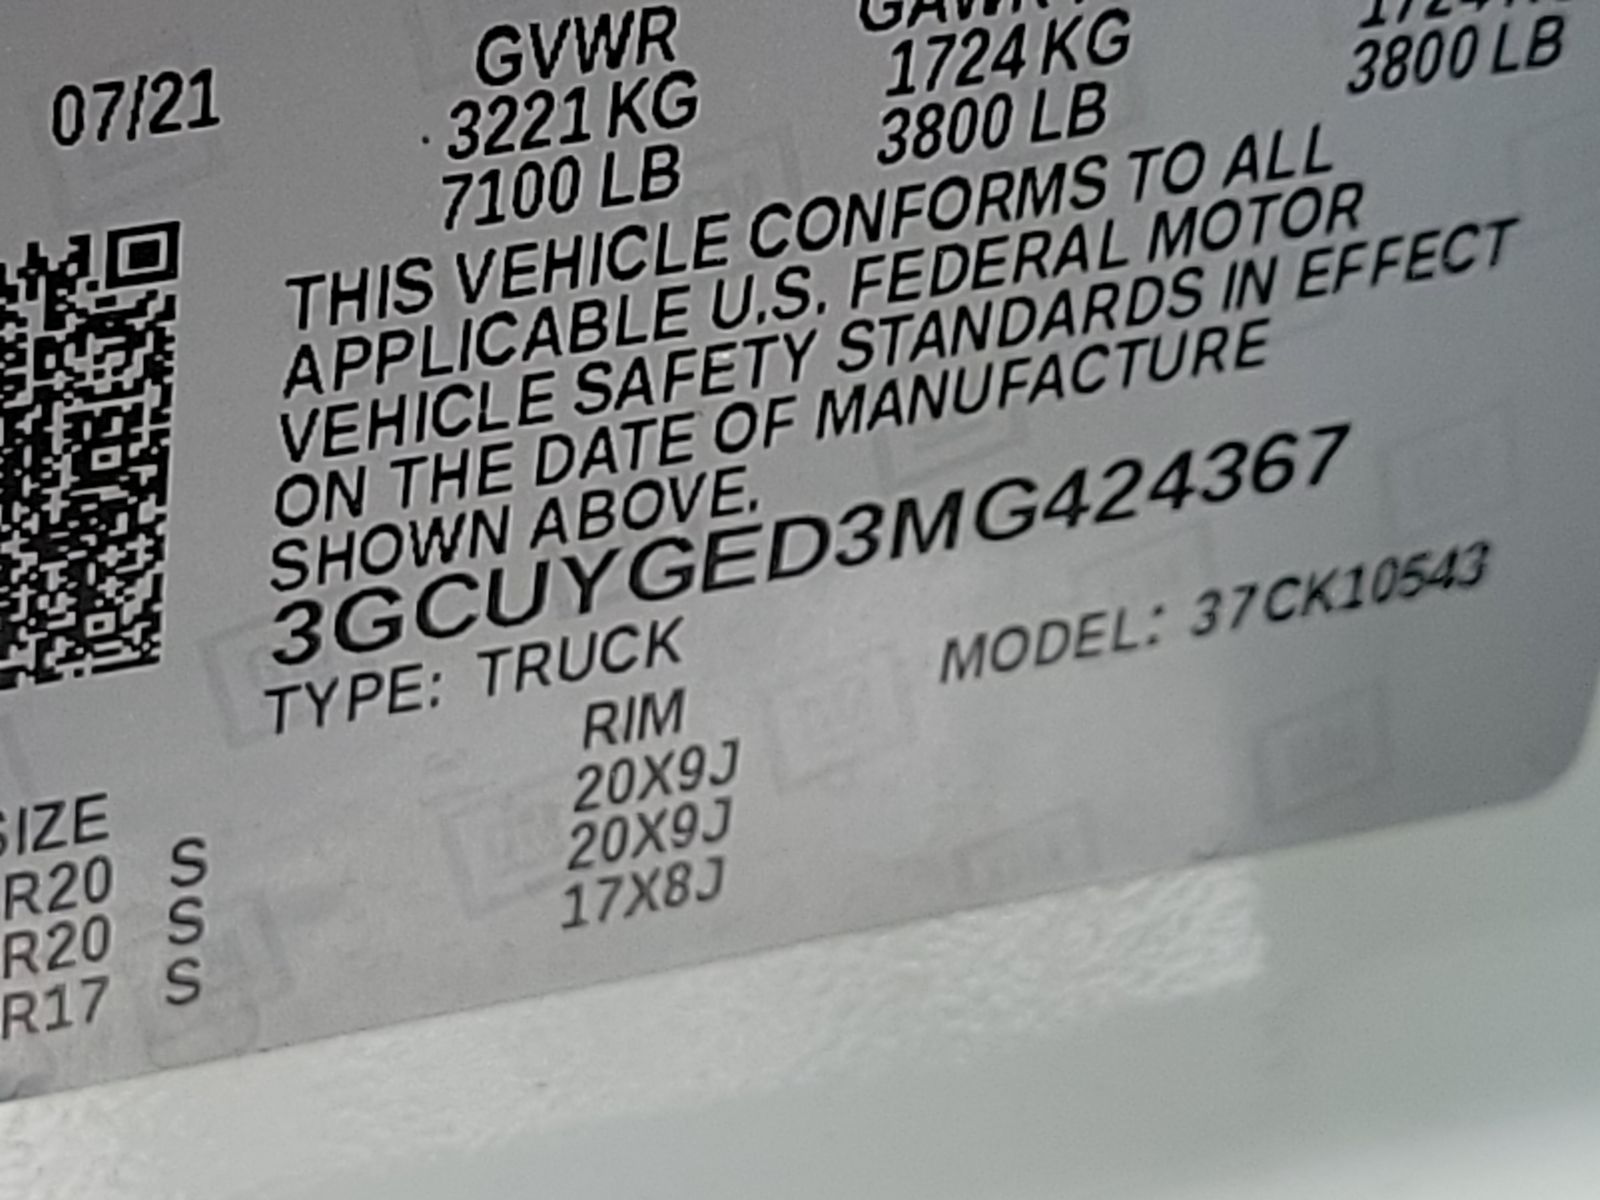 07/21
GVWR
3221 KG
7100 LB
1724 KG
3800 LB
3800 LB
THIS VEHICLE CONFORMS TO ALL
APPLICABLE U.S. FEDERAL MOTOR
VEHICLE SAFETY STANDARDS IN EFFECT
ON THE DATE OF MANUFACTURE
SHOWN ABOVE.
3GCUYGED3MG424367
TYPE: TRUCK MODEL: 37CK10543
SIZE RIM
R20 S 20X9J
R20 S 20X9J
R17 S 17X8J